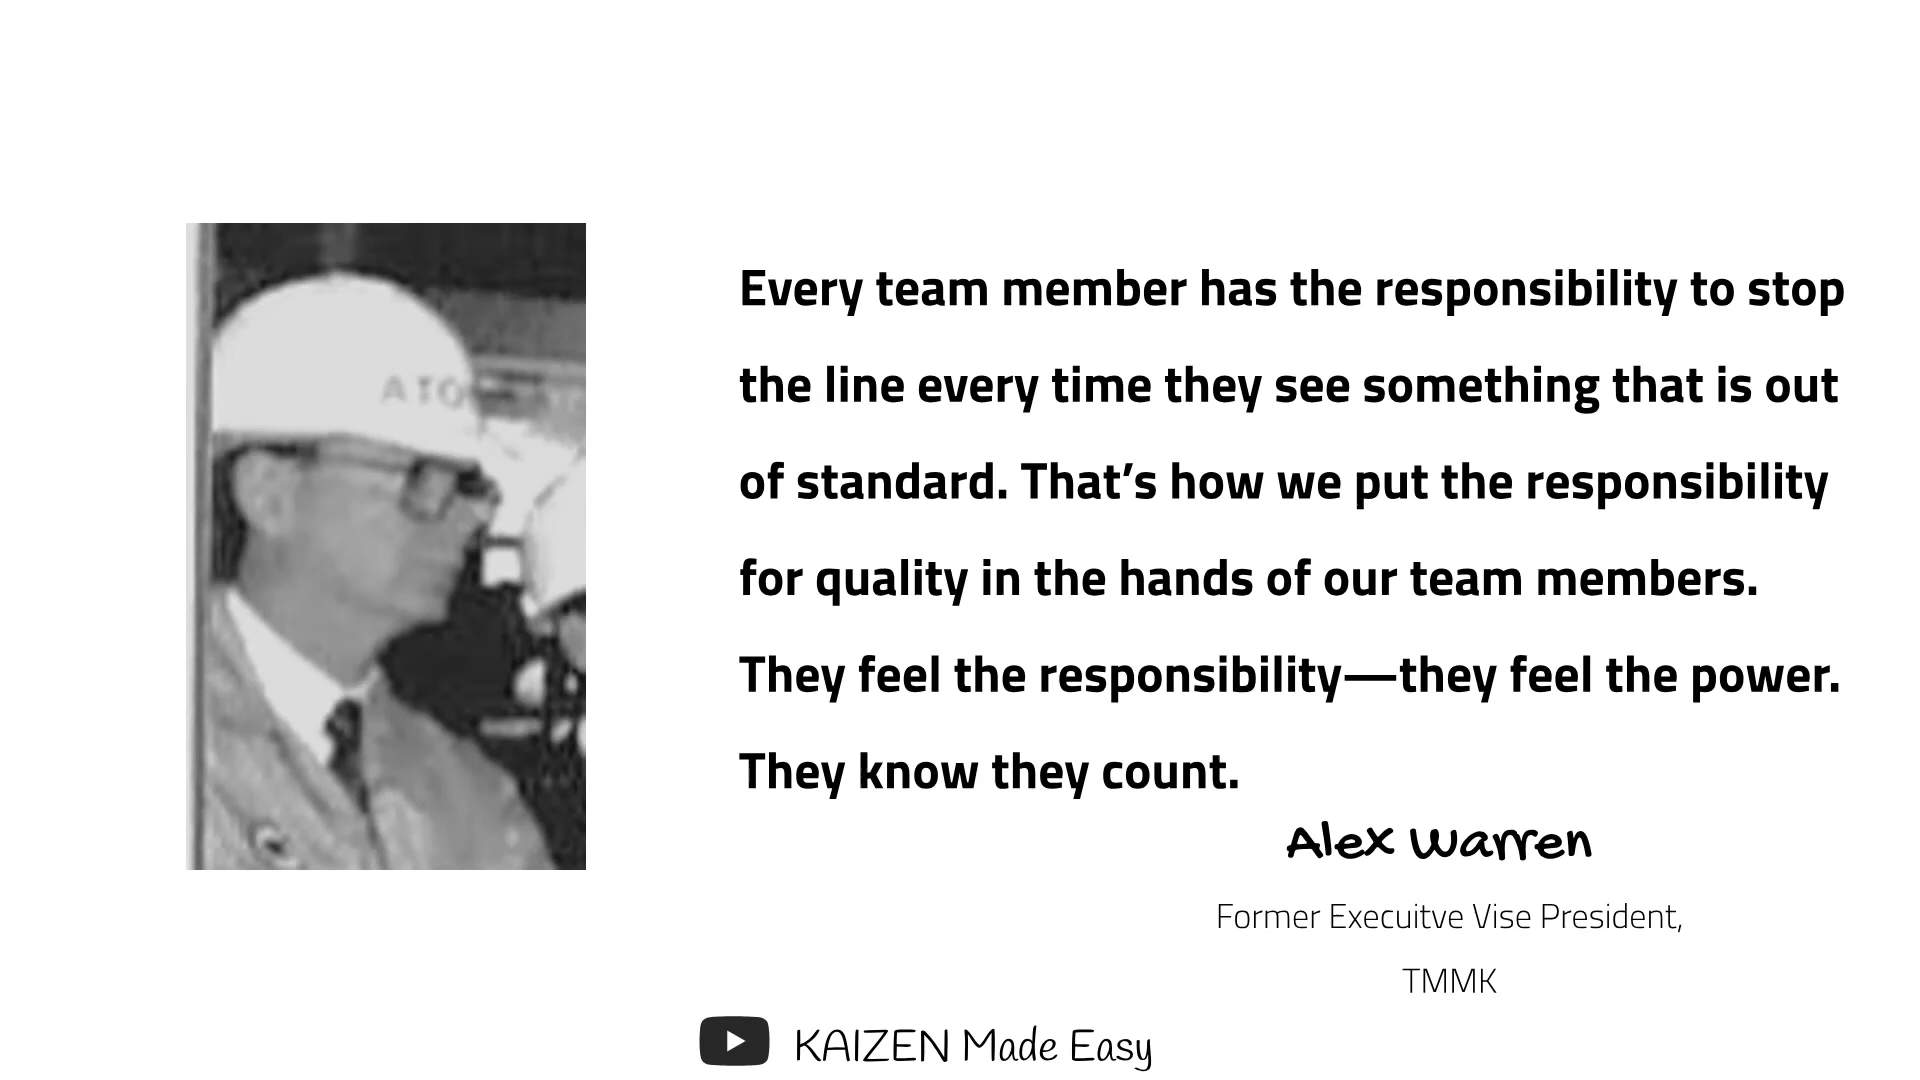 ATO
Every team member has the responsibility to stop
the line every time they see something that is out
of standard. That’s how we put the responsibility
for quality in the hands of our team members.
They feel the responsibility—they feel the power.
They know they count.
Alex Warren
Former Execuitve Vise President,
TMMK
KAIZEN Made Easy